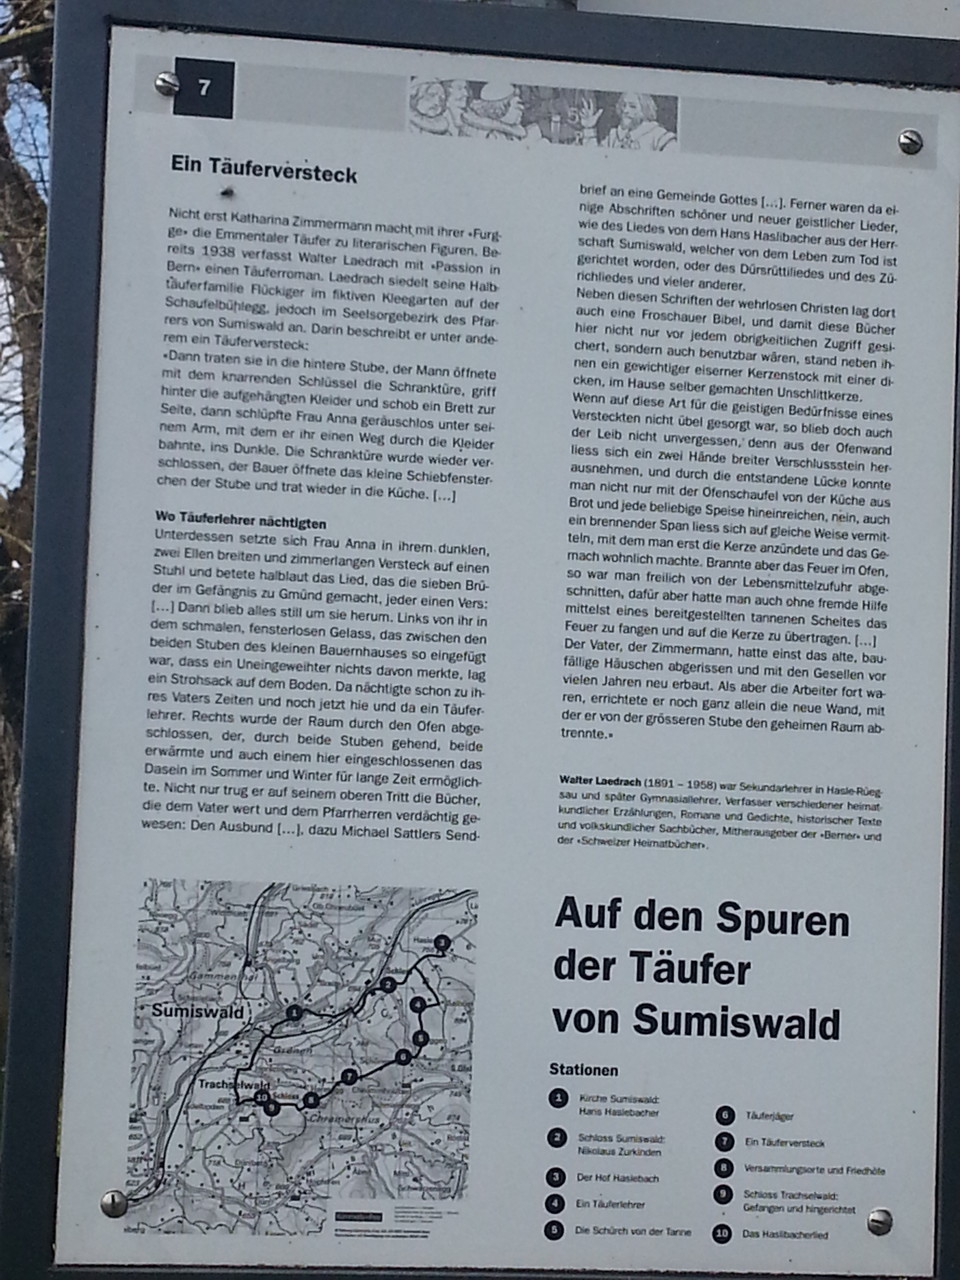 7
Ein Täuferversteck
Nicht erst Katharina Zimmermann macht mit ihrer «Furg-
ge» die Emmentaler Täufer zu literarischen Figuren. Be-
reits 1938 verfasst Walter Laedrach mit «Passion in
Bern» einen Täuferroman. Laedrach siedelt seine Halb-
täuferfamilie Flückiger im fiktiven Kleegarten auf der
Schaufelbühlegg, jedoch im Seelsorgebezirk des Pfar-
rers von Sumiswald an. Darin beschreibt er unter ande-
rem ein Täuferversteck:
«Dann traten sie in die hintere Stube, der Mann öffnete
mit dem knarrenden Schlüssel die Schranktüre, griff
hinter die aufgehängten Kleider und schob ein Brett zur
Seite, dann schlüpfte Frau Anna geräuschlos unter sei-
nem Arm, mit dem er ihr einen Weg durch die Kleider
bahnte, ins Dunkle. Die Schranktüre wurde wieder ver-
schlossen, der Bauer öffnete das kleine Schiebfenster-
chen der Stube und trat wieder in die Küche. [...]
Wo Täuferlehrer nächtigten
Unterdessen setzte sich Frau Anna in ihrem dunklen,
zwei Ellen breiten und zimmerlangen Versteck auf einen
Stuhl und betete halblaut das Lied, das die sieben Brü-
der im Gefängnis zu Gmünd gemacht, jeder einen Vers:
[...] Dann blieb alles still um sie herum. Links von ihr in
dem schmalen, fensterlosen Gelass, das zwischen den
beiden Stuben des kleinen Bauernhauses so eingefügt
war, dass ein Uneingeweihter nichts davon merkte, lag
ein Strohsack auf dem Boden. Da nächtigte schon zu ih-
res Vaters Zeiten und noch jetzt hie und da ein Täufer-
lehrer. Rechts wurde der Raum durch den Ofen abge-
schlossen, der, durch beide Stuben gehend, beide
erwärmte und auch einem hier eingeschlossenen das
Dasein im Sommer und Winter für lange Zeit ermöglich-
te. Nicht nur trug er auf seinem oberen Tritt die Bücher,
die dem Vater wert und dem Pfarrherren verdächtig ge-
wesen: Den Ausbund [...], dazu Michael Sattlers Send-
brief an eine Gemeinde Gottes [...]. Ferner waren da ei-
nige Abschriften schöner und neuer geistlicher Lieder,
wie des Liedes von dem Hans Haslibacher aus der Herr-
schaft Sumiswald, welcher von dem Leben zum Tod ist
gerichtet worden, oder des Dürsrüttiliedes und des Zü-
richliedes und vieler anderer.
Neben diesen Schriften der wehrlosen Christen lag dort
auch eine Froschauer Bibel, und damit diese Bücher
hier nicht nur vor jedem obrigkeitlichen Zugriff gesi-
chert, sondern auch benutzbar wären, stand neben ih-
nen ein gewichtiger eiserner Kerzenstock mit einer di-
cken, im Hause selber gemachten Unschlittkerze.
Wenn auf diese Art für die geistigen Bedürfnisse eines
Versteckten nicht übel gesorgt war, so blieb doch auch
der Leib nicht unvergessen, denn aus der Ofenwand
liess sich ein zwei Hände breiter Verschlussstein her-
ausnehmen, und durch die entstandene Lücke konnte
man nicht nur mit der Ofenschaufel von der Küche aus
Brot und jede beliebige Speise hineinreichen, nein, auch
ein brennender Span liess sich auf gleiche Weise vermit-
teln, mit dem man erst die Kerze anzündete und das Ge-
mach wohnlich machte. Brannte aber das Feuer im Ofen,
so war man freilich von der Lebensmittelzufuhr abge-
schnitten, dafür aber hatte man auch ohne fremde Hilfe
mittelst eines bereitgestellten tannenen Scheites das
Feuer zu fangen und auf die Kerze zu übertragen. [...]
Der Vater, der Zimmermann, hatte einst das alte, bau-
fällige Häuschen abgerissen und mit den Gesellen vor
vielen Jahren neu erbaut. Als aber die Arbeiter fort wa-
ren, errichtete er noch ganz allein die neue Wand, mit
der er von der grösseren Stube den geheimen Raum ab-
trennte.»
Walter Laedrach (1891 – 1958) war Sekundarlehrer in Hasle-Rüeg-
sau und später Gymnasiallehrer. Verfasser verschiedener heimat-
kundlicher Erzählungen, Romane und Gedichte, historischer Texte
und volkskundlicher Sachbücher, Mitherausgeber der «Berner» und
der «Schweizer Heimatbücher».
Sumiswald
Grünen
Trachselwald
Schloss
1
2
3
4
5
6
7
8
9
10
Auf den Spuren
der Täufer
von Sumiswald
Stationen
1 Kirche Sumiswald:
Hans Haslebacher
2 Schloss Sumiswald:
Nikolaus Zurkinden
3 Der Hof Haslebach
4 Ein Täuferlehrer
5 Die Schürch von der Tanne
6 Täuferjäger
7 Ein Täuferversteck
8 Versammlungsorte und Friedhöfe
9 Schloss Trachselwald:
Gefangen und hingerichtet
10 Das Haslibacherlied